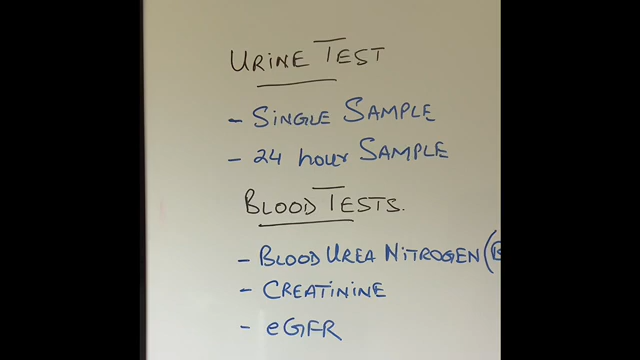 URINE TEST
- SINGLE SAMPLE
- 24 hour SAMPLE
BLOOD TESTS.
- BLOOD UREA NITROGEN (B
- CREATININE
- eGFR